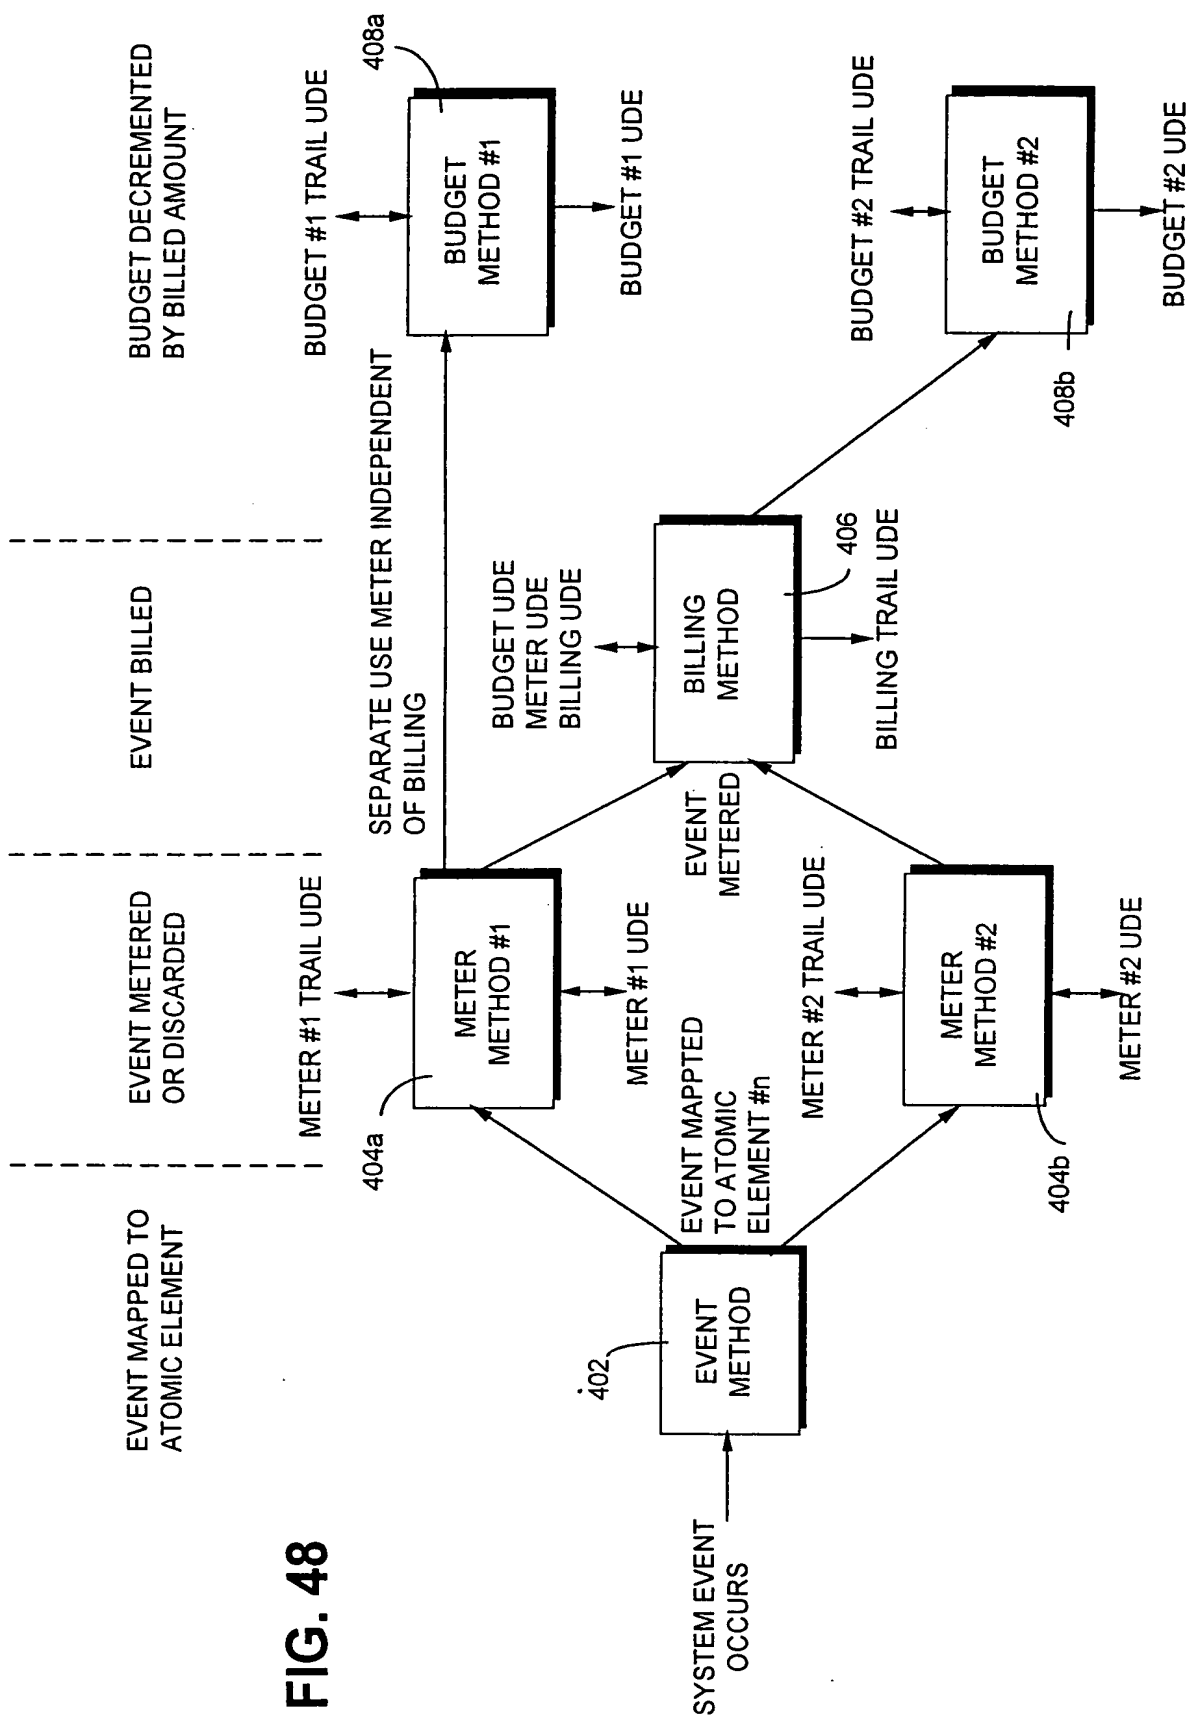 FIG. 48
EVENT MAPPED TO
ATOMIC ELEMENT
EVENT METERED
OR DISCARDED
EVENT BILLED
BUDGET DECREMENTED
BY BILLED AMOUNT
SYSTEM EVENT
OCCURS
402
EVENT
METHOD
EVENT MAPPTED
TO ATOMIC
ELEMENT #n
METER #1 TRAIL UDE
404a
METER
METHOD #1
METER #1 UDE
METER #2 TRAIL UDE
METER
METHOD #2
404b
METER #2 UDE
SEPARATE USE METER INDEPENDENT
OF BILLING
EVENT
METERED
BUDGET UDE
METER UDE
BILLING UDE
BILLING
METHOD
406
BILLING TRAIL UDE
BUDGET #1 TRAIL UDE
408a
BUDGET
METHOD #1
BUDGET #1 UDE
BUDGET #2 TRAIL UDE
BUDGET
METHOD #2
408b
BUDGET #2 UDE